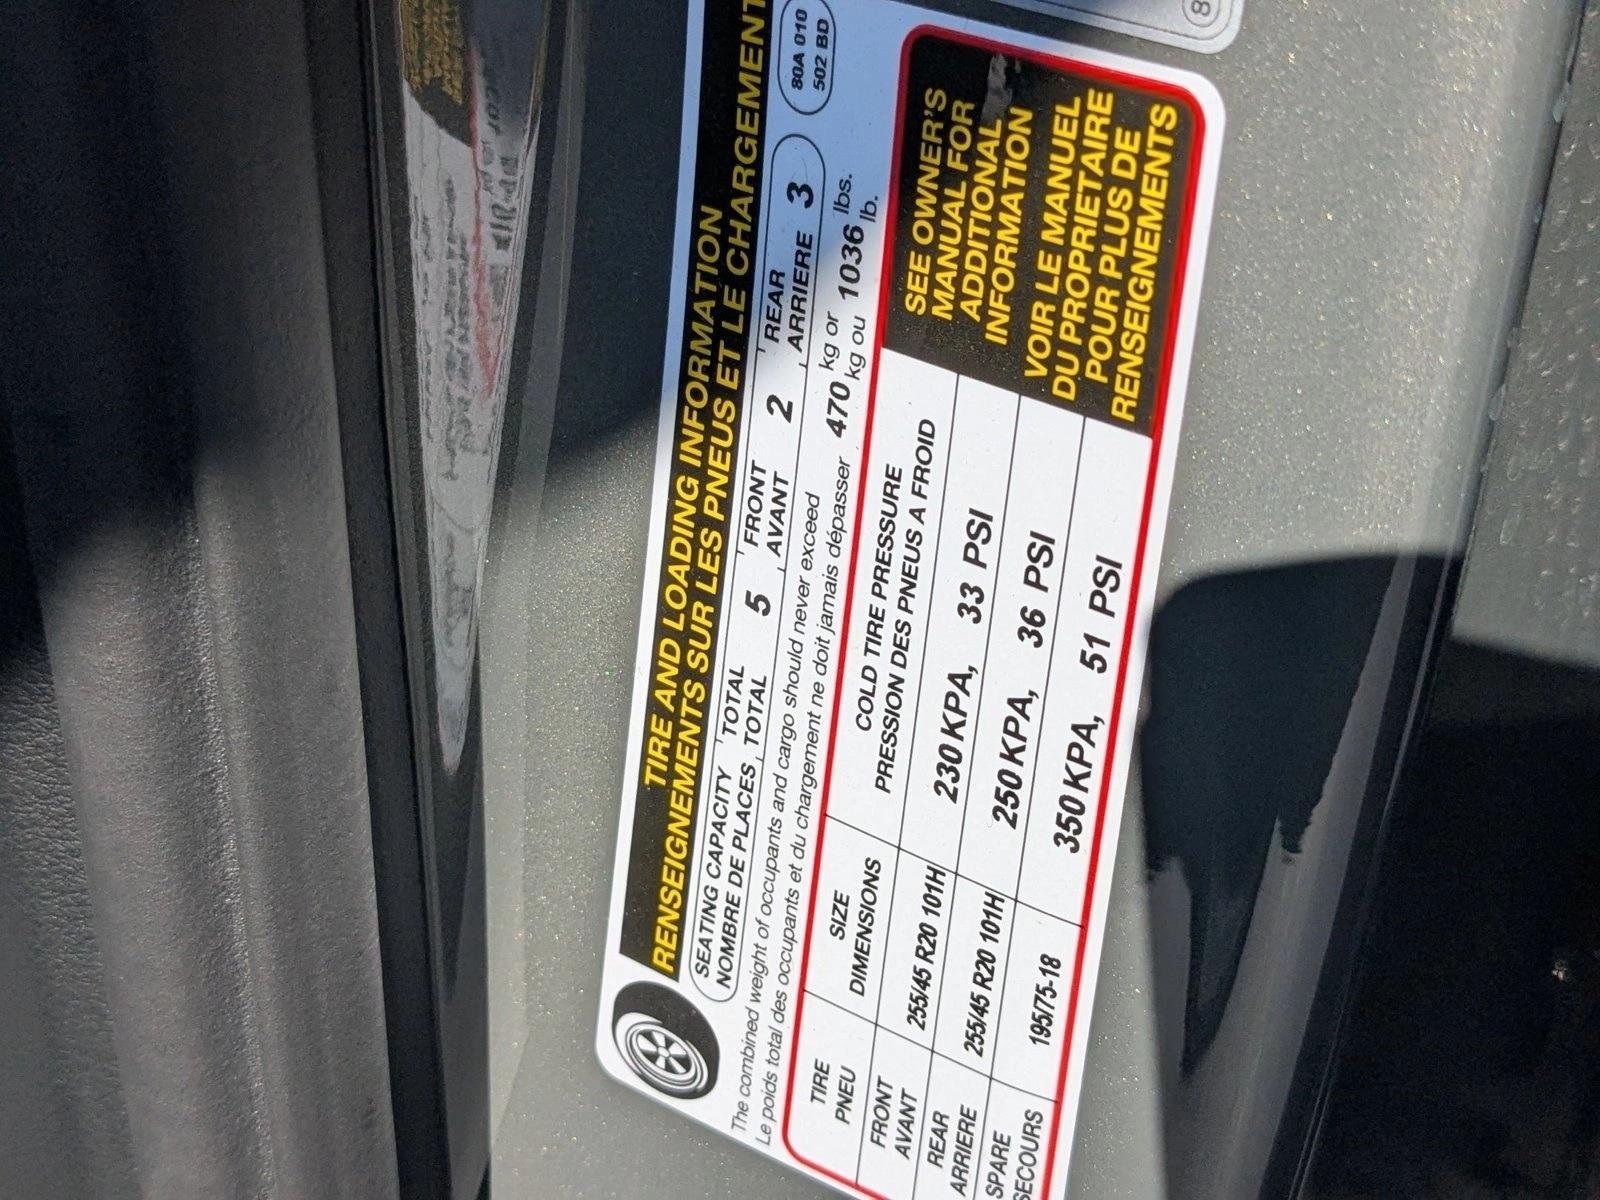 TIRE AND LOADING INFORMATION
RENSEIGNEMENTS SUR LES PNEUS ET LE CHARGEMENT
80A 010
502 BD
SEATING CAPACITY TOTAL 5 FRONT 2 REAR 3
NOMBRE DE PLACES TOTAL AVANT ARRIERE
The combined weight of occupants and cargo should never exceed 470 kg or 1036 lbs.
Le poids total des occupants et du chargement ne doit jamais dépasser kg ou lb.
TIRE SIZE COLD TIRE PRESSURE
PNEU DIMENSIONS PRESSION DES PNEUS A FROID
FRONT
AVANT 255/45 R20 101H 230 KPA, 33 PSI
REAR
ARRIERE 255/45 R20 101H 250 KPA, 36 PSI
SPARE
SECOURS 195/75-18 350 KPA, 51 PSI
SEE OWNER'S
MANUAL FOR
ADDITIONAL
INFORMATION
VOIR LE MANUEL
DU PROPRIETAIRE
POUR PLUS DE
RENSEIGNEMENTS
8